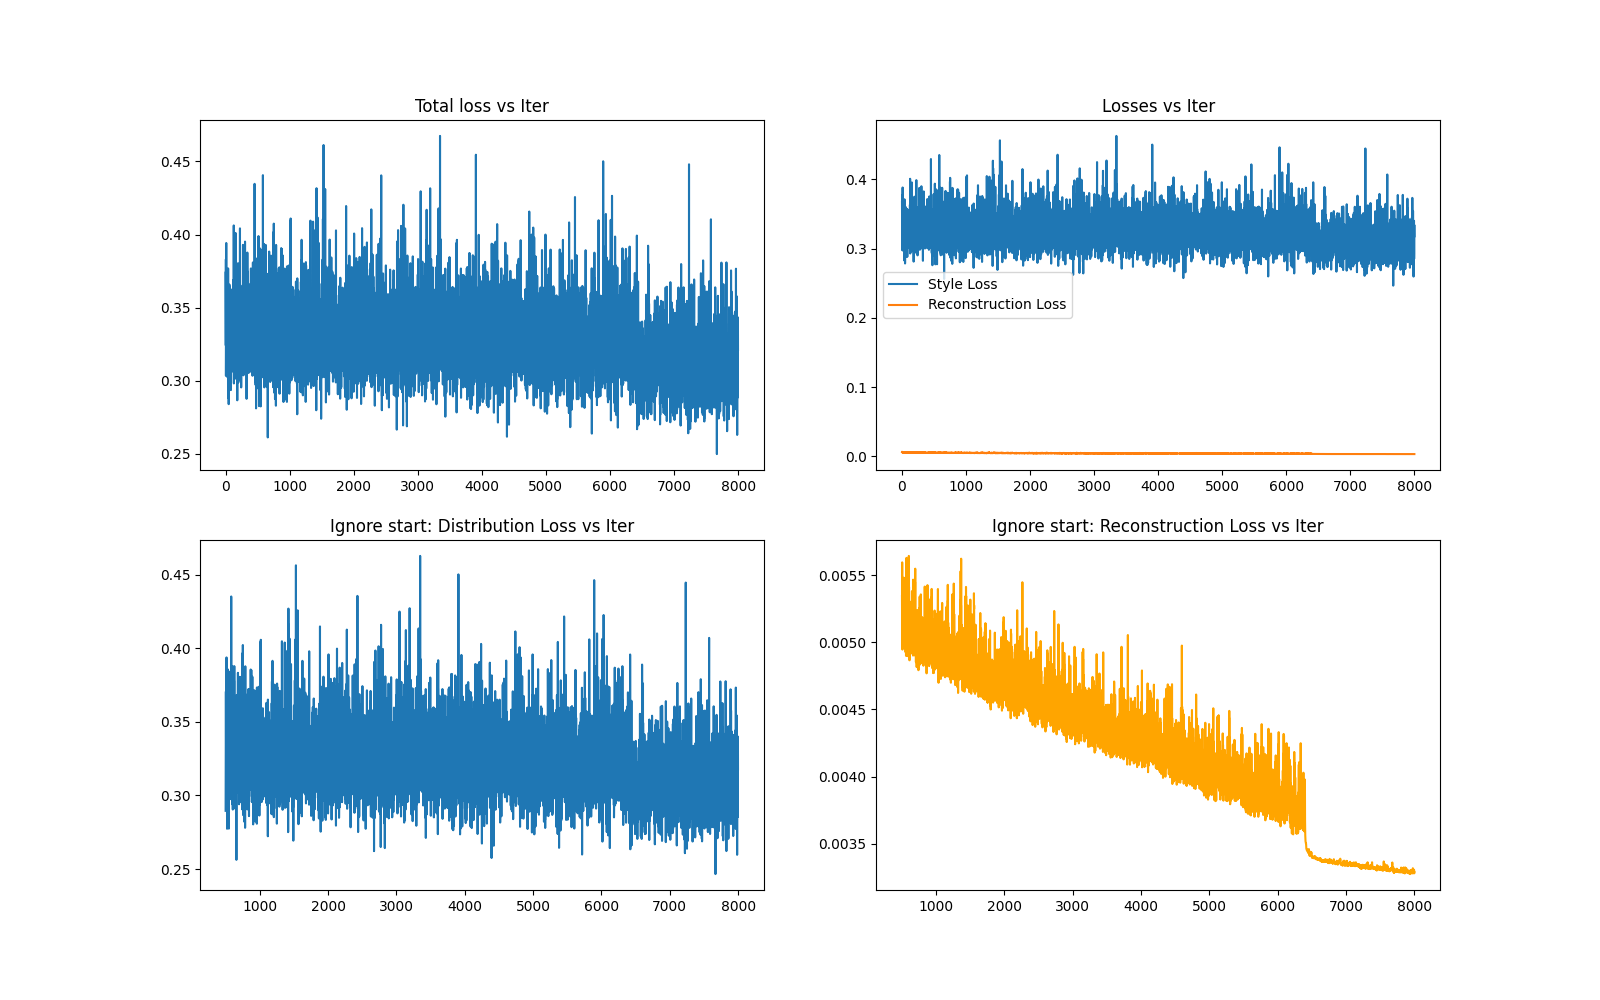 Total loss vs Iter
0.45
0.40
0.35
0.30
0.25
0 1000 2000 3000 4000 5000 6000 7000 8000
Losses vs Iter
0.4
0.3
0.2
0.1
0.0
Style Loss
Reconstruction Loss
0 1000 2000 3000 4000 5000 6000 7000 8000
Ignore start: Distribution Loss vs Iter
0.45
0.40
0.35
0.30
0.25
1000 2000 3000 4000 5000 6000 7000 8000
Ignore start: Reconstruction Loss vs Iter
0.0055
0.0050
0.0045
0.0040
0.0035
1000 2000 3000 4000 5000 6000 7000 8000